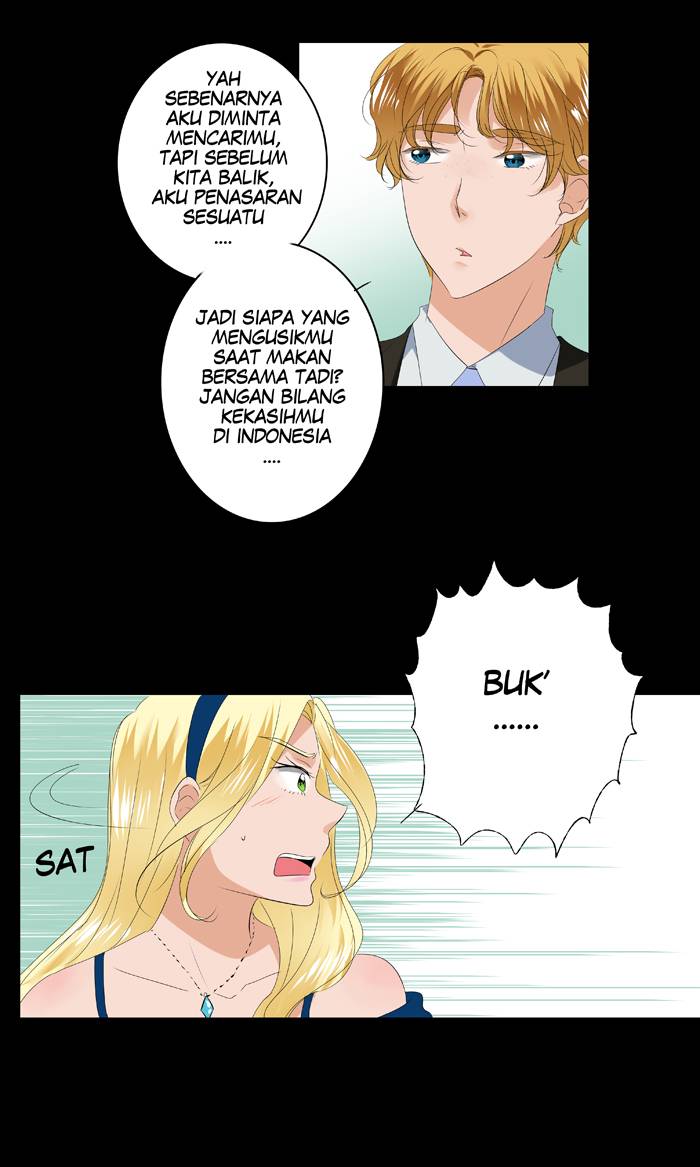 YAH
SEBENARNYA
AKU DIMINTA
MENCARIMU,
TAPI SEBELUM
KITA BALIK,
AKU PENASARAN
SESUATU
....
JADI SIAPA YANG
MENGUSIKMU
SAAT MAKAN
BERSAMA TADI?
JANGAN BILANG
KEKASIHMU
DI INDONESIA
....
BUK'
......
SAT